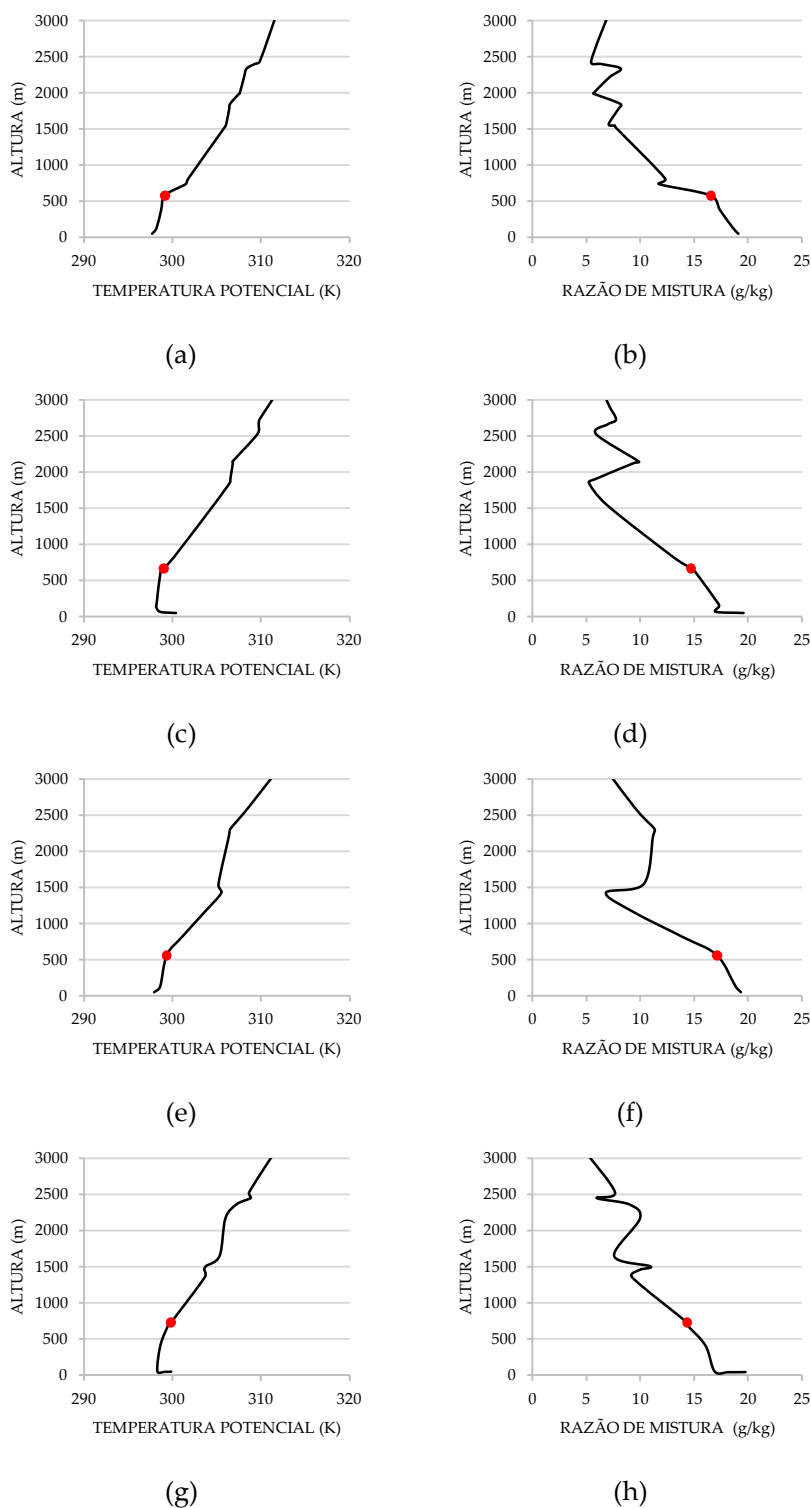 3000
2500
2000
1500
1000
500
0
ALTURA (m)
290 300 310 320
TEMPERATURA POTENCIAL (K)
(a)
3000
2500
2000
1500
1000
500
0
ALTURA (m)
0 5 10 15 20 25
RAZÃO DE MISTURA (g/kg)
(b)
3000
2500
2000
1500
1000
500
0
ALTURA (m)
290 300 310 320
TEMPERATURA POTENCIAL (K)
(c)
3000
2500
2000
1500
1000
500
0
ALTURA (m)
0 5 10 15 20 25
RAZÃO DE MISTURA (g/kg)
(d)
3000
2500
2000
1500
1000
500
0
ALTURA (m)
290 300 310 320
TEMPERATURA POTENCIAL (K)
(e)
3000
2500
2000
1500
1000
500
0
ALTURA (m)
0 5 10 15 20 25
RAZÃO DE MISTURA (g/kg)
(f)
3000
2500
2000
1500
1000
500
0
ALTURA (m)
290 300 310 320
TEMPERATURA POTENCIAL (K)
(g)
3000
2500
2000
1500
1000
500
0
ALTURA (m)
0 5 10 15 20 25
RAZÃO DE MISTURA (g/kg)
(h)